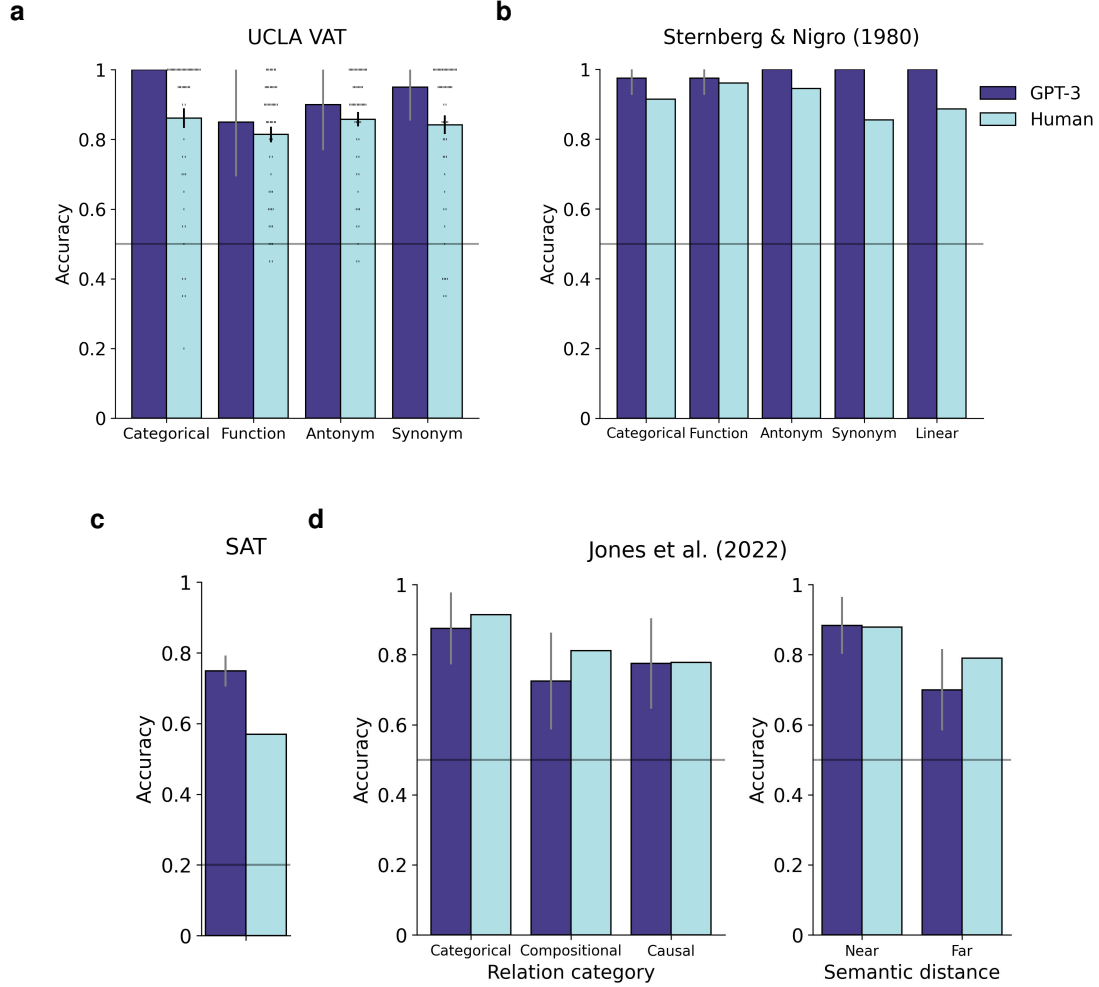 a
UCLA VAT
1
0.8
0.6
0.4
0.2
0
Accuracy
Categorical Function Antonym Synonym
b
Sternberg & Nigro (1980)
1
0.8
0.6
0.4
0.2
0
Accuracy
Categorical Function Antonym Synonym Linear
GPT-3
Human
c
SAT
1
0.8
0.6
0.4
0.2
0
Accuracy
d
Jones et al. (2022)
1
0.8
0.6
0.4
0.2
0
Accuracy
Categorical Compositional Causal
Relation category
1
0.8
0.6
0.4
0.2
0
Accuracy
Near Far
Semantic distance